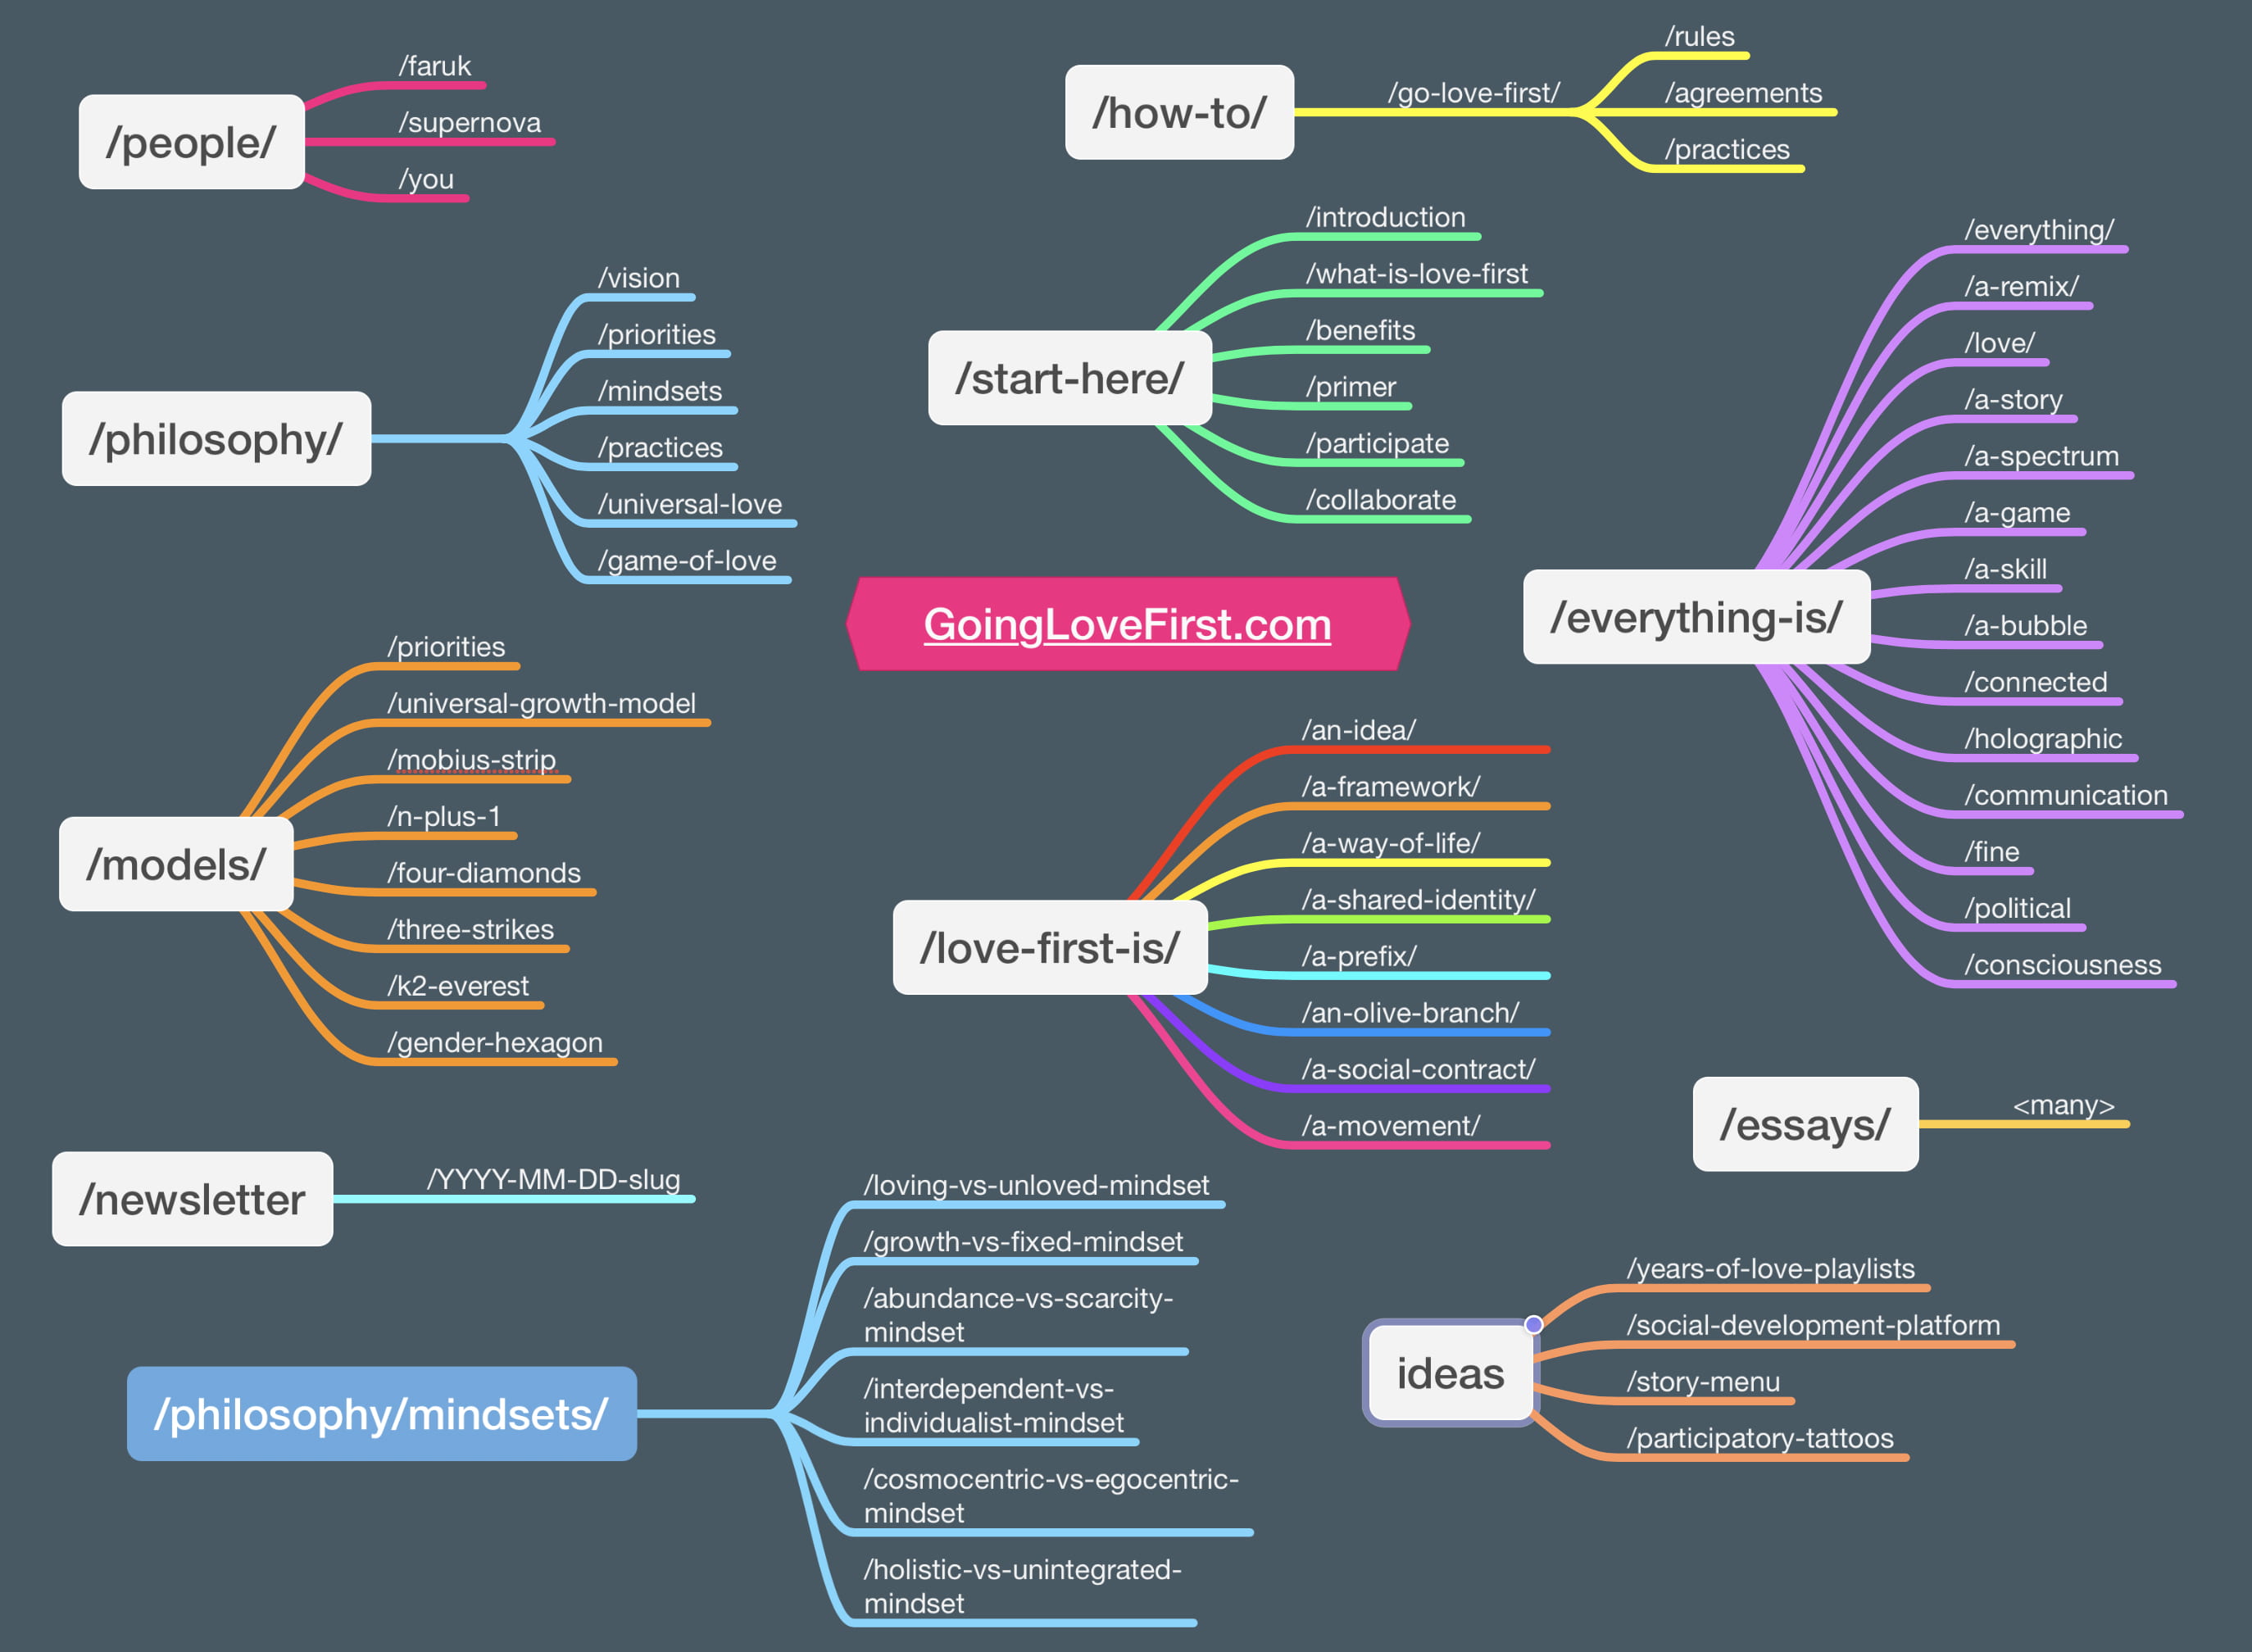 /people/
/faruk
/supernova
/you
/how-to/
/go-love-first/
/rules
/agreements
/practices
/philosophy/
/vision
/priorities
/mindsets
/practices
/universal-love
/game-of-love
/start-here/
/introduction
/what-is-love-first
/benefits
/primer
/participate
/collaborate
/everything-is/
/everything/
/a-remix/
/love/
/a-story
/a-spectrum
/a-game
/a-skill
/a-bubble
/connected
/holographic
/communication
/fine
/political
/consciousness
GoingLoveFirst.com
/models/
/priorities
/universal-growth-model
/mobius-strip
/n-plus-1
/four-diamonds
/three-strikes
/k2-everest
/gender-hexagon
/love-first-is/
/an-idea/
/a-framework/
/a-way-of-life/
/a-shared-identity/
/a-prefix/
/an-olive-branch/
/a-social-contract/
/a-movement/
/essays/
<many>
/newsletter
/YYYY-MM-DD-slug
/philosophy/mindsets/
/loving-vs-unloved-mindset
/growth-vs-fixed-mindset
/abundance-vs-scarcity-
mindset
/interdependent-vs-
individualist-mindset
/cosmocentric-vs-egocentric-
mindset
/holistic-vs-unintegrated-
mindset
ideas
/years-of-love-playlists
/social-development-platform
/story-menu
/participatory-tattoos